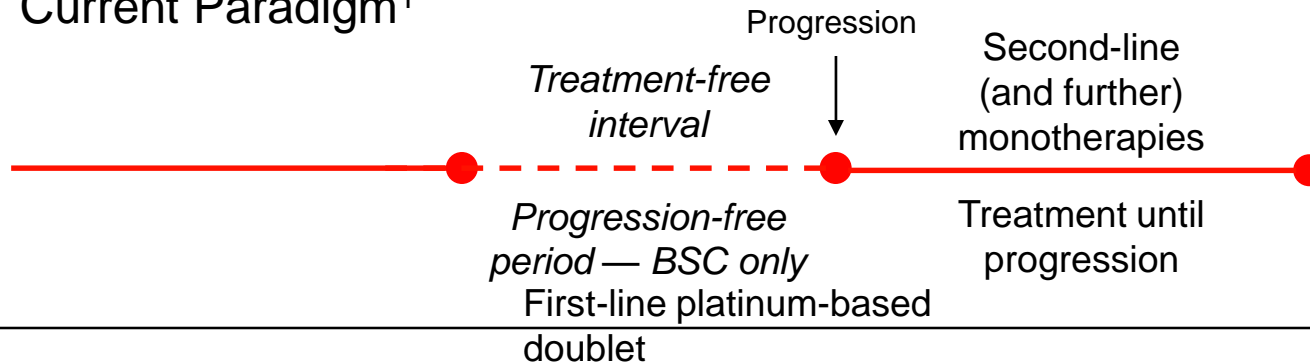 Current Paradigm¹
Progression
Treatment-free
interval
Second-line
(and further)
monotherapies
Progression-free
period — BSC only
Treatment until
progression
First-line platinum-based
doublet